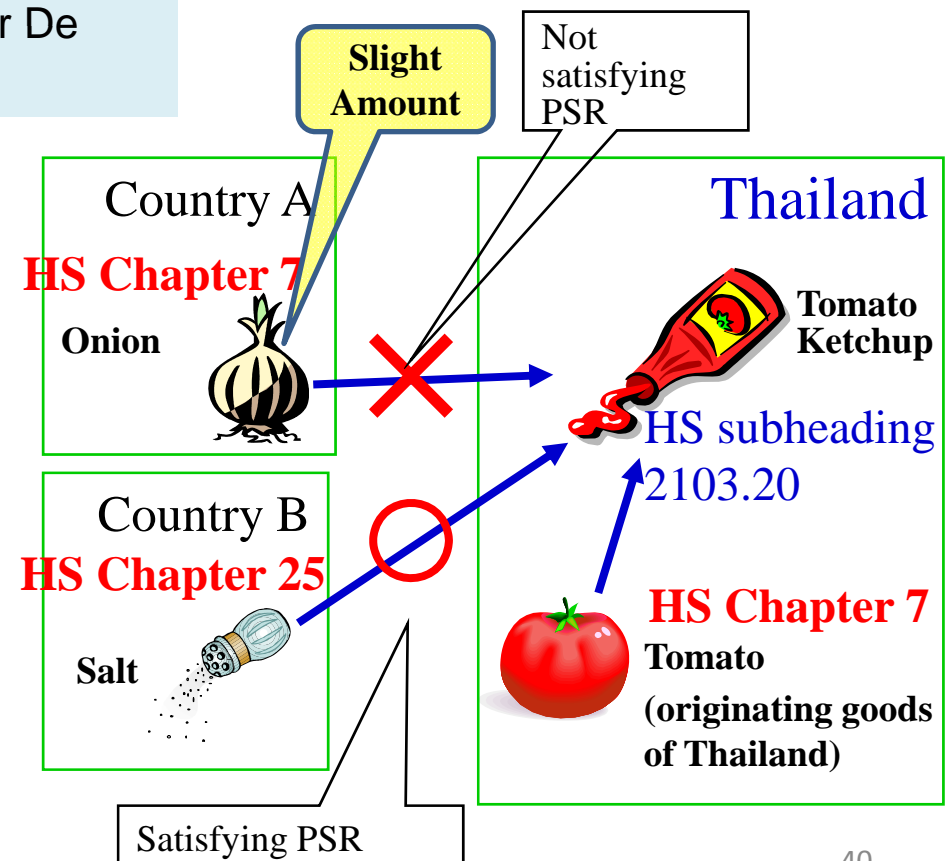 r De
Slight
Amount
Not
satisfying
PSR
Country A
HS Chapter 7
Onion
Thailand
Tomato
Ketchup
HS subheading
2103.20
Country B
HS Chapter 25
Salt
HS Chapter 7
Tomato
(originating goods
of Thailand)
Satisfying PSR
40